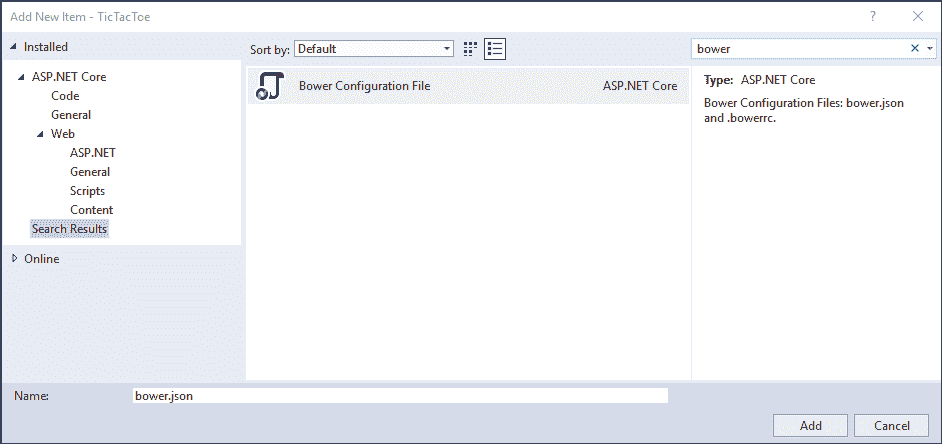 Add New Item - TicTacToe
?
Installed
Sort by:
Default
bower
ASP.NET Core
Code
General
Web
ASP.NET
General
Scripts
Content
Search Results
Online
Bower Configuration File
ASP.NET Core
Type: ASP.NET Core
Bower Configuration Files: bower.json
and .bowerrc.
Name:
bower.json
Add
Cancel